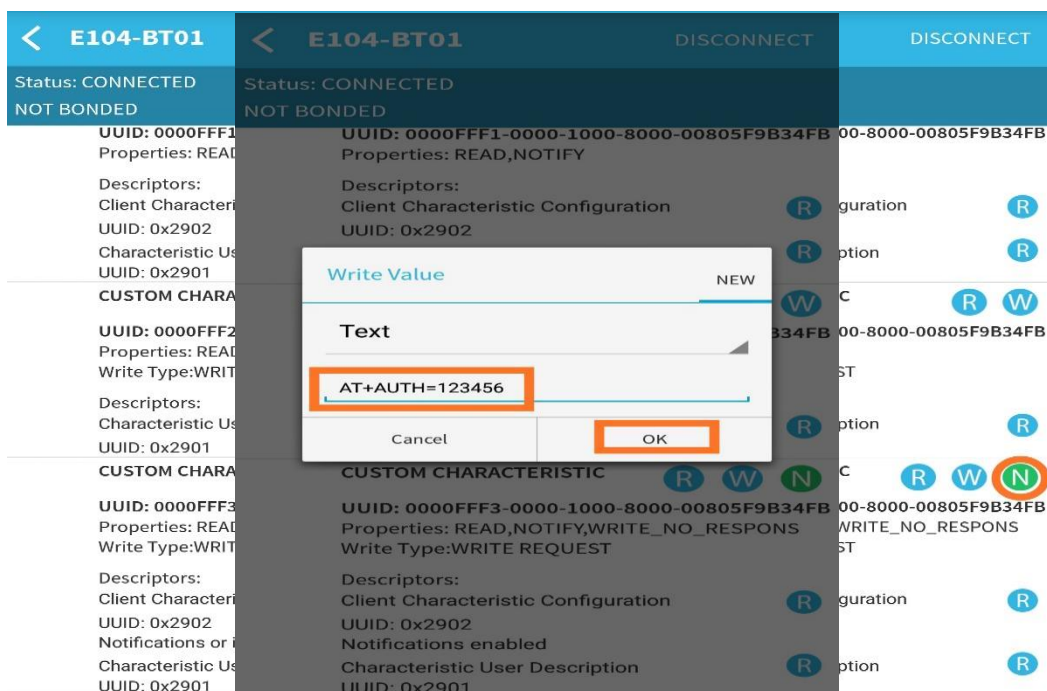 E104-BT01
Status: CONNECTED
NOT BONDED
UUID: 0000FFF1
Properties: READ
Descriptors:
Client Characteri
UUID: 0x2902
Characteristic Us
UUID: 0x2901
CUSTOM CHARA
UUID: 0000FFF2
Properties: READ
Write Type:WRIT
Descriptors:
Characteristic Us
UUID: 0x2901
CUSTOM CHARA
UUID: 0000FFF3
Properties: READ
Write Type:WRIT
Descriptors:
Client Characteri
UUID: 0x2902
Notifications or i
Characteristic Us
UUID: 0x2901
E104-BT01 DISCONNECT
Status: CONNECTED
NOT BONDED
UUID: 0000FFF1-0000-1000-8000-00805F9B34FB
Properties: READ,NOTIFY
Descriptors:
Client Characteristic Configuration R
UUID: 0x2902
R
Write Value NEW
W
Text
B34FB
AT+AUTH=123456
Cancel OK
R
CUSTOM CHARACTERISTIC R W N
UUID: 0000FFF3-0000-1000-8000-00805F9B34FB
Properties: READ,NOTIFY,WRITE_NO_RESPONS
Write Type:WRITE REQUEST
Descriptors:
Client Characteristic Configuration R
UUID: 0x2902
Notifications enabled
Characteristic User Description R
UUID: 0x2901
DISCONNECT
00-8000-00805F9B34FB
guration R
ption R
C R W
00-8000-00805F9B34FB
ST
ption R
C R W N
00-8000-00805F9B34FB
WRITE_NO_RESPONS
ST
guration R
ption R